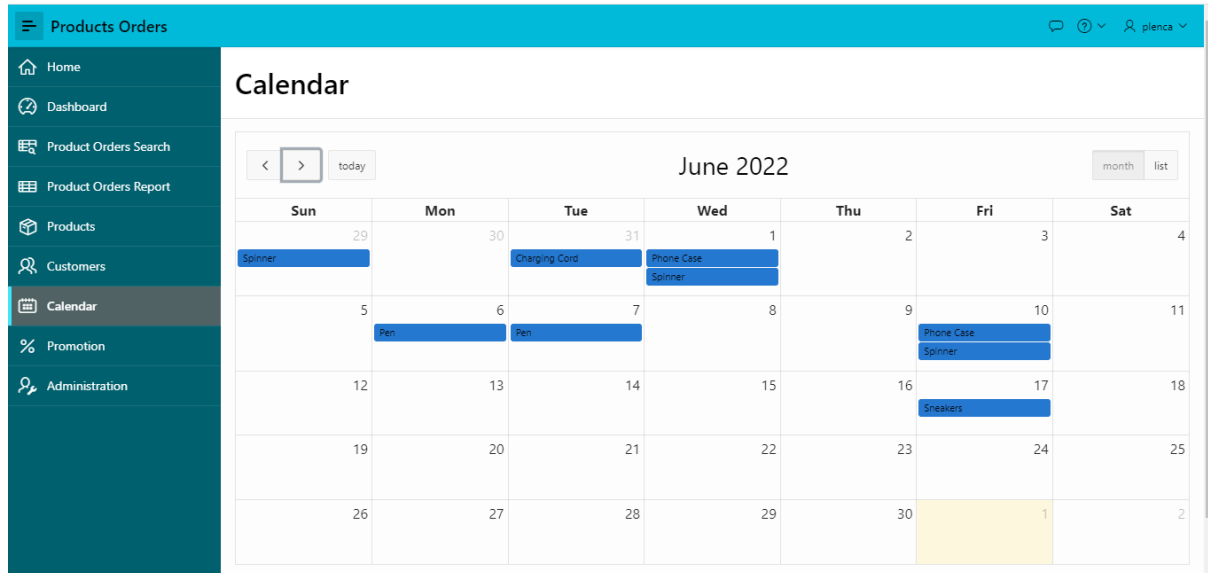 Products Orders
plenca
Home
Dashboard
Product Orders Search
Product Orders Report
Products
Customers
Calendar
Promotion
Administration
Calendar
today
June 2022
month list
Sun Mon Tue Wed Thu Fri Sat
29 30 31 1 2 3 4
Spinner Charging Cord Phone Case
Spinner
5 6 7 8 9 10 11
Pen Pen Phone Case
Spinner
12 13 14 15 16 17 18
Sneakers
19 20 21 22 23 24 25
26 27 28 29 30 1 2